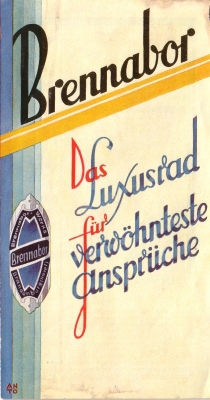 Brennabor
Das
Luxusrad
für
verwöhnteste
Ansprüche
Brennabor